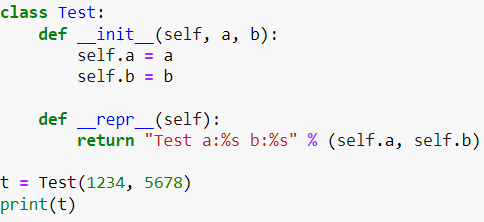 class Test:
    def __init__(self, a, b):
        self.a = a
        self.b = b

    def __repr__(self):
        return "Test a:%s b:%s" % (self.a, self.b)

t = Test(1234, 5678)
print(t)